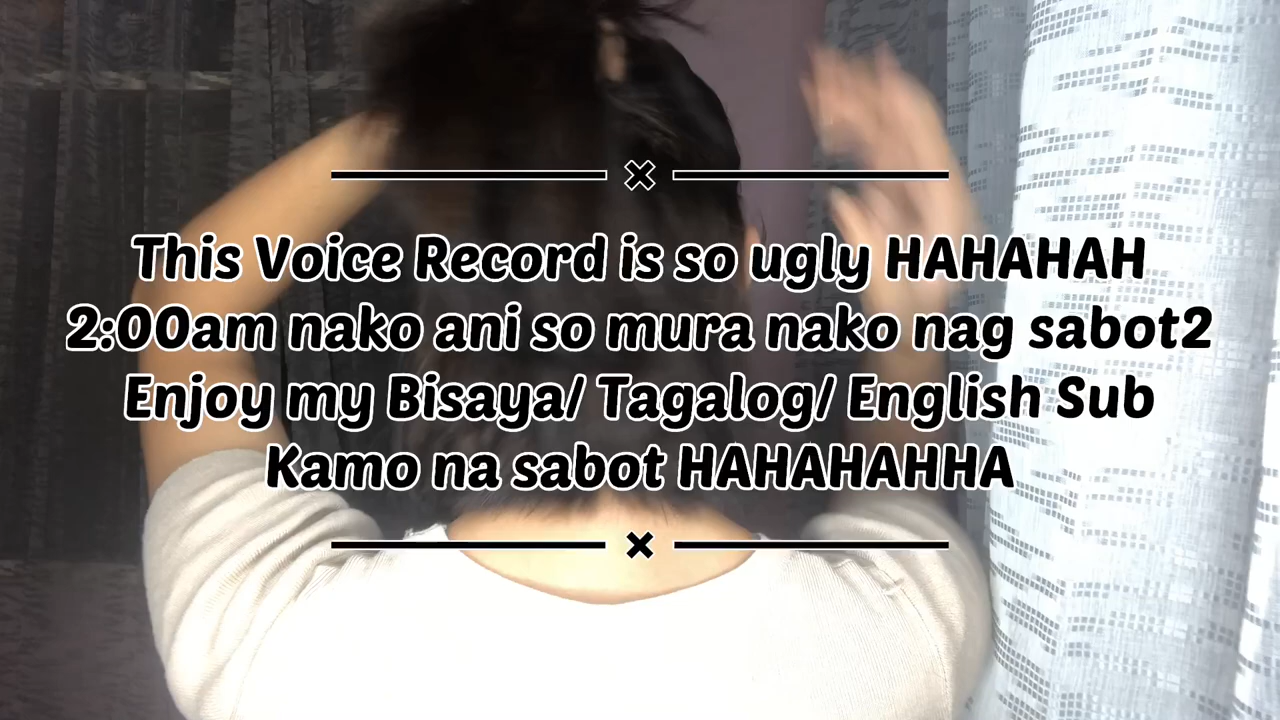 This Voice Record is so ugly HAHAHAH
2:00am nako ani so mura nako nag sabot2
Enjoy my Bisaya/ Tagalog/ English Sub
Kamo na sabot HAHAHAHHA